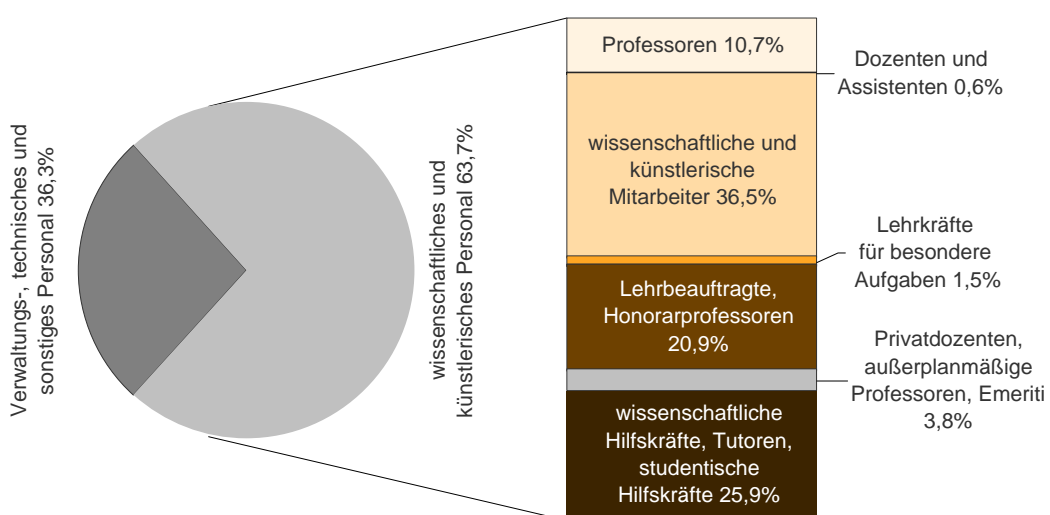 Verwaltungs-, technisches und
sonstiges Personal 36,3%
wissenschaftliches und
künstlerisches Personal 63,7%
Professoren 10,7%
Dozenten und
Assistenten 0,6%
wissenschaftliche und
künstlerische
Mitarbeiter 36,5%
Lehrkräfte
für besondere
Aufgaben 1,5%
Lehrbeauftragte,
Honorarprofessoren
20,9%
Privatdozenten,
außerplanmäßige
Professoren, Emeriti
3,8%
wissenschaftliche
Hilfskräfte, Tutoren,
studentische
Hilfskräfte 25,9%